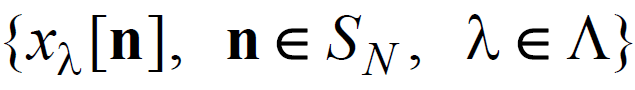 {x_λ[𝐧], 𝐧 ∈ S_N, λ ∈ Λ}